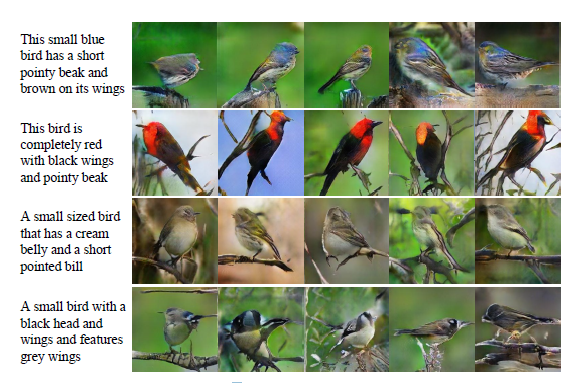 This small blue
bird has a short
pointy beak and
brown on its wings
This bird is
completely red
with black wings
and pointy beak
A small sized bird
that has a cream
belly and a short
pointed bill
A small bird with a
black head and
wings and features
grey wings